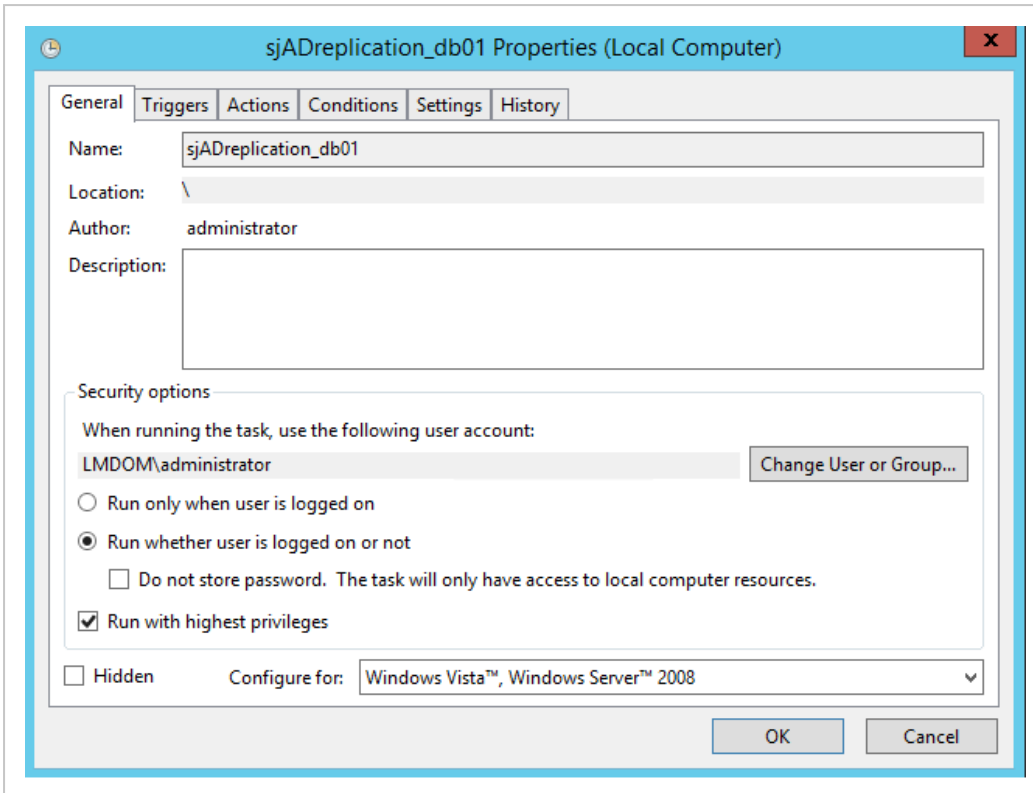 sjADreplication_db01 Properties (Local Computer)
x
General Triggers Actions Conditions Settings History
Name: sjADreplication_db01
Location: \
Author: administrator
Description:
Security options
When running the task, use the following user account:
LMDOM\administrator Change User or Group...
Run only when user is logged on
Run whether user is logged on or not
Do not store password. The task will only have access to local computer resources.
Run with highest privileges
Hidden Configure for: Windows Vista™, Windows Server™ 2008
OK Cancel